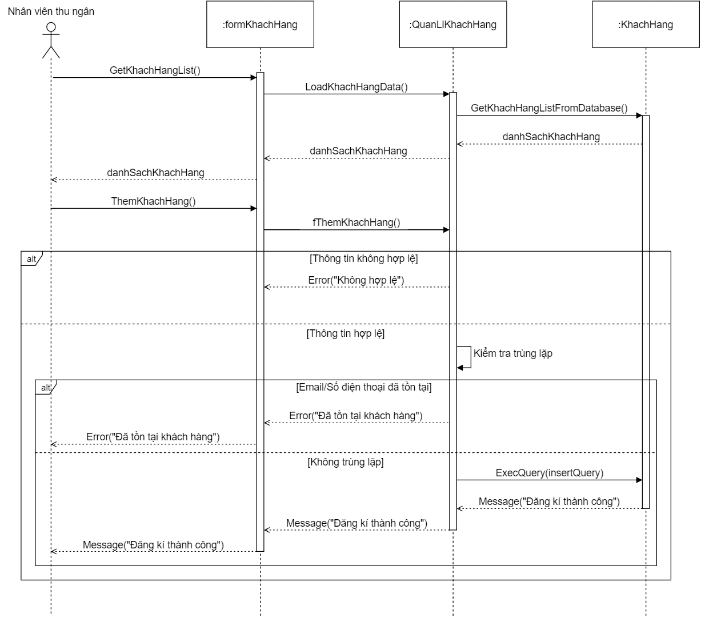 Nhân viên thu ngân
:formKhachHang
:QuanLiKhachHang
:KhachHang
GetKhachHangList()
LoadKhachHangData()
GetKhachHangListFromDatabase()
danhSachKhachHang
danhSachKhachHang
danhSachKhachHang
ThemKhachHang()
fThemKhachHang()
alt
[Thông tin không hợp lệ]
Error("Không hợp lệ")
[Thông tin hợp lệ]
Kiểm tra trùng lặp
alt
[Email/Số điện thoại đã tồn tại]
Error("Đã tồn tại khách hàng")
Error("Đã tồn tại khách hàng")
[Không trùng lặp]
ExecQuery(insertQuery)
Message("Đăng kí thành công")
Message("Đăng kí thành công")
Message("Đăng kí thành công")